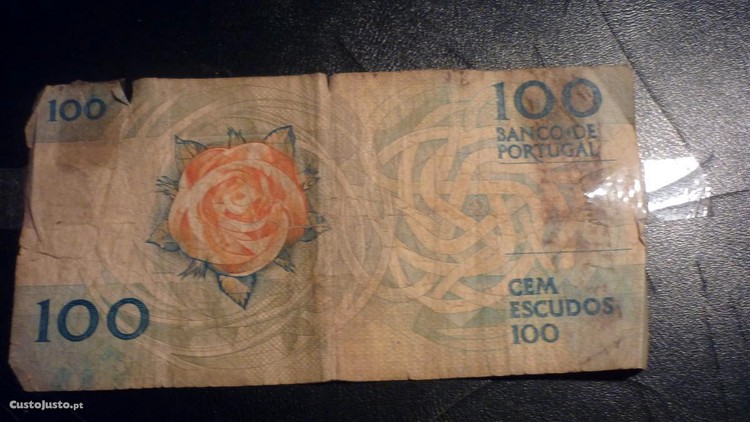 100
100
100
BANCO DE
PORTUGAL
CEM
ESCUDOS
100
CustoJusto.pt